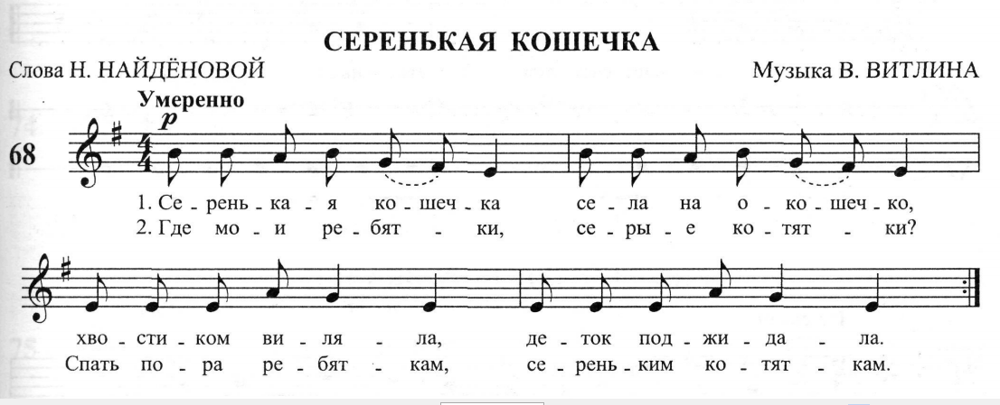 СЕРЕНЬКАЯ КОШЕЧКА
Слова Н. НАЙДЁНОВОЙ Музыка В. ВИТЛИНА
Умеренно
p
68
4
4
1. Се - рень - ка - я ко - шеч - ка се - ла на о - ко - шеч - ко,
2. Где мо - и ре - бят - ки, се - ры - е ко - тят - ки?
хво - сти - ком ви - ля - ла, де - ток под - жи - да - ла.
Спать по - ра ре - бят - кам, се - рень - ким ко - тят - кам.